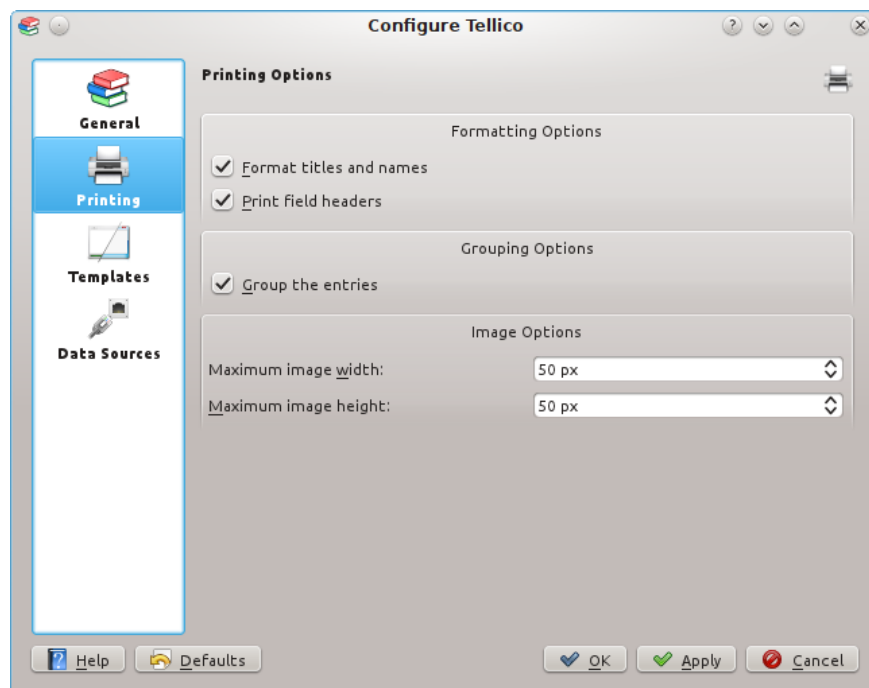 Configure Tellico
General
Printing
Templates
Data Sources
Printing Options
Formatting Options
Format titles and names
Print field headers
Grouping Options
Group the entries
Image Options
Maximum image width: 50 px
Maximum image height: 50 px
Help Defaults OK Apply Cancel